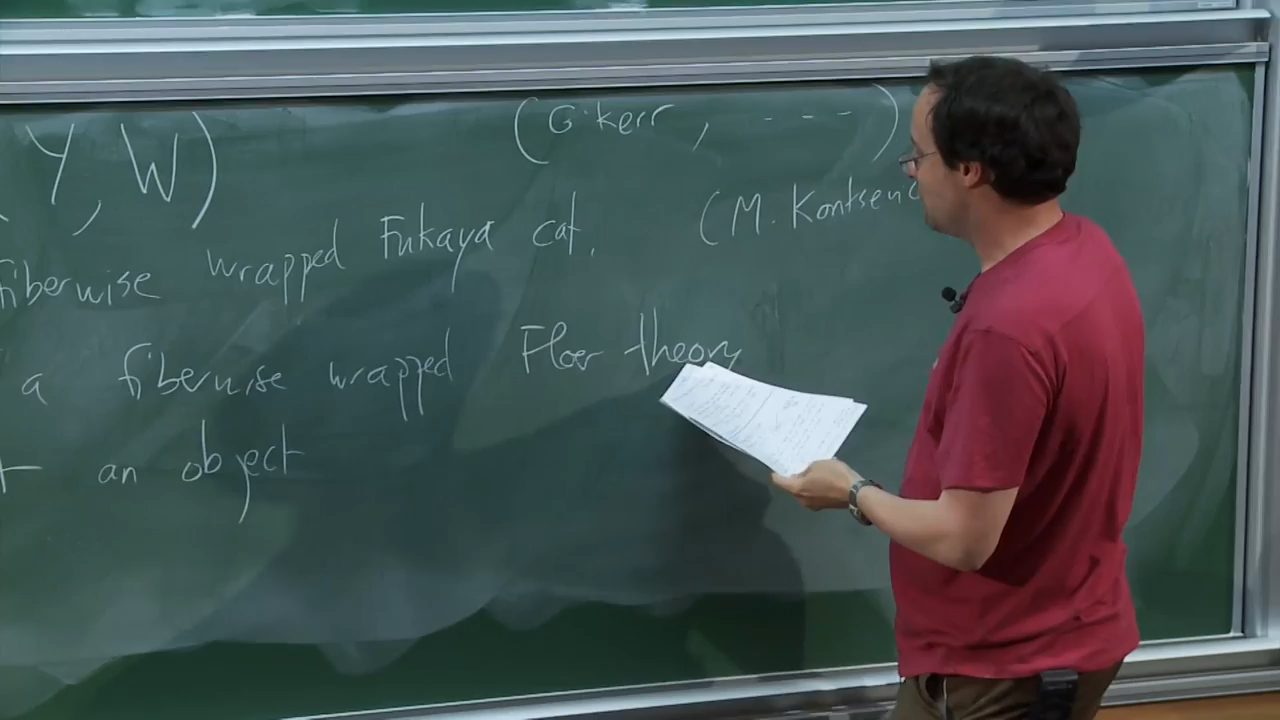 (G. Kerr, - - - )
Y, W)
fiberwise wrapped Fukaya cat. (M. Kontsev
a fiberwise wrapped Floer theory
an object